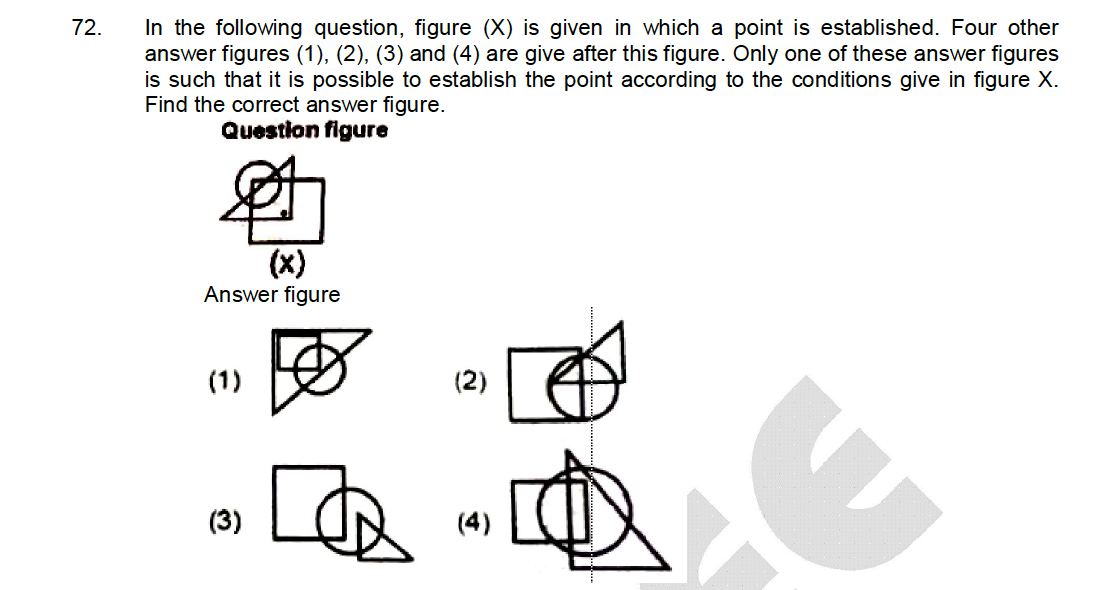 72. In the following question, figure (X) is given in which a point is established. Four other
answer figures (1), (2), (3) and (4) are give after this figure. Only one of these answer figures
is such that it is possible to establish the point according to the conditions give in figure X.
Find the correct answer figure.
Question figure
(X)
Answer figure
(1) (2)
(3) (4)